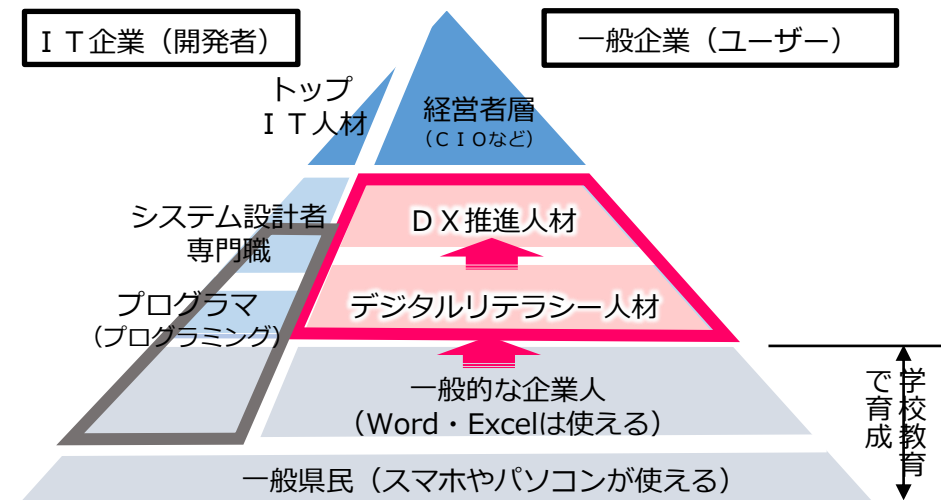 ＩＴ企業（開発者）
一般企業（ユーザー）
トップ
ＩＴ人材
経営者層
（ＣＩＯなど）
システム設計者
専門職
ＤＸ推進人材
プログラマ
（プログラミング）
デジタルリテラシー人材
一般的な企業人
（Word・Excelは使える）
学校教育
で育成
一般県民（スマホやパソコンが使える）